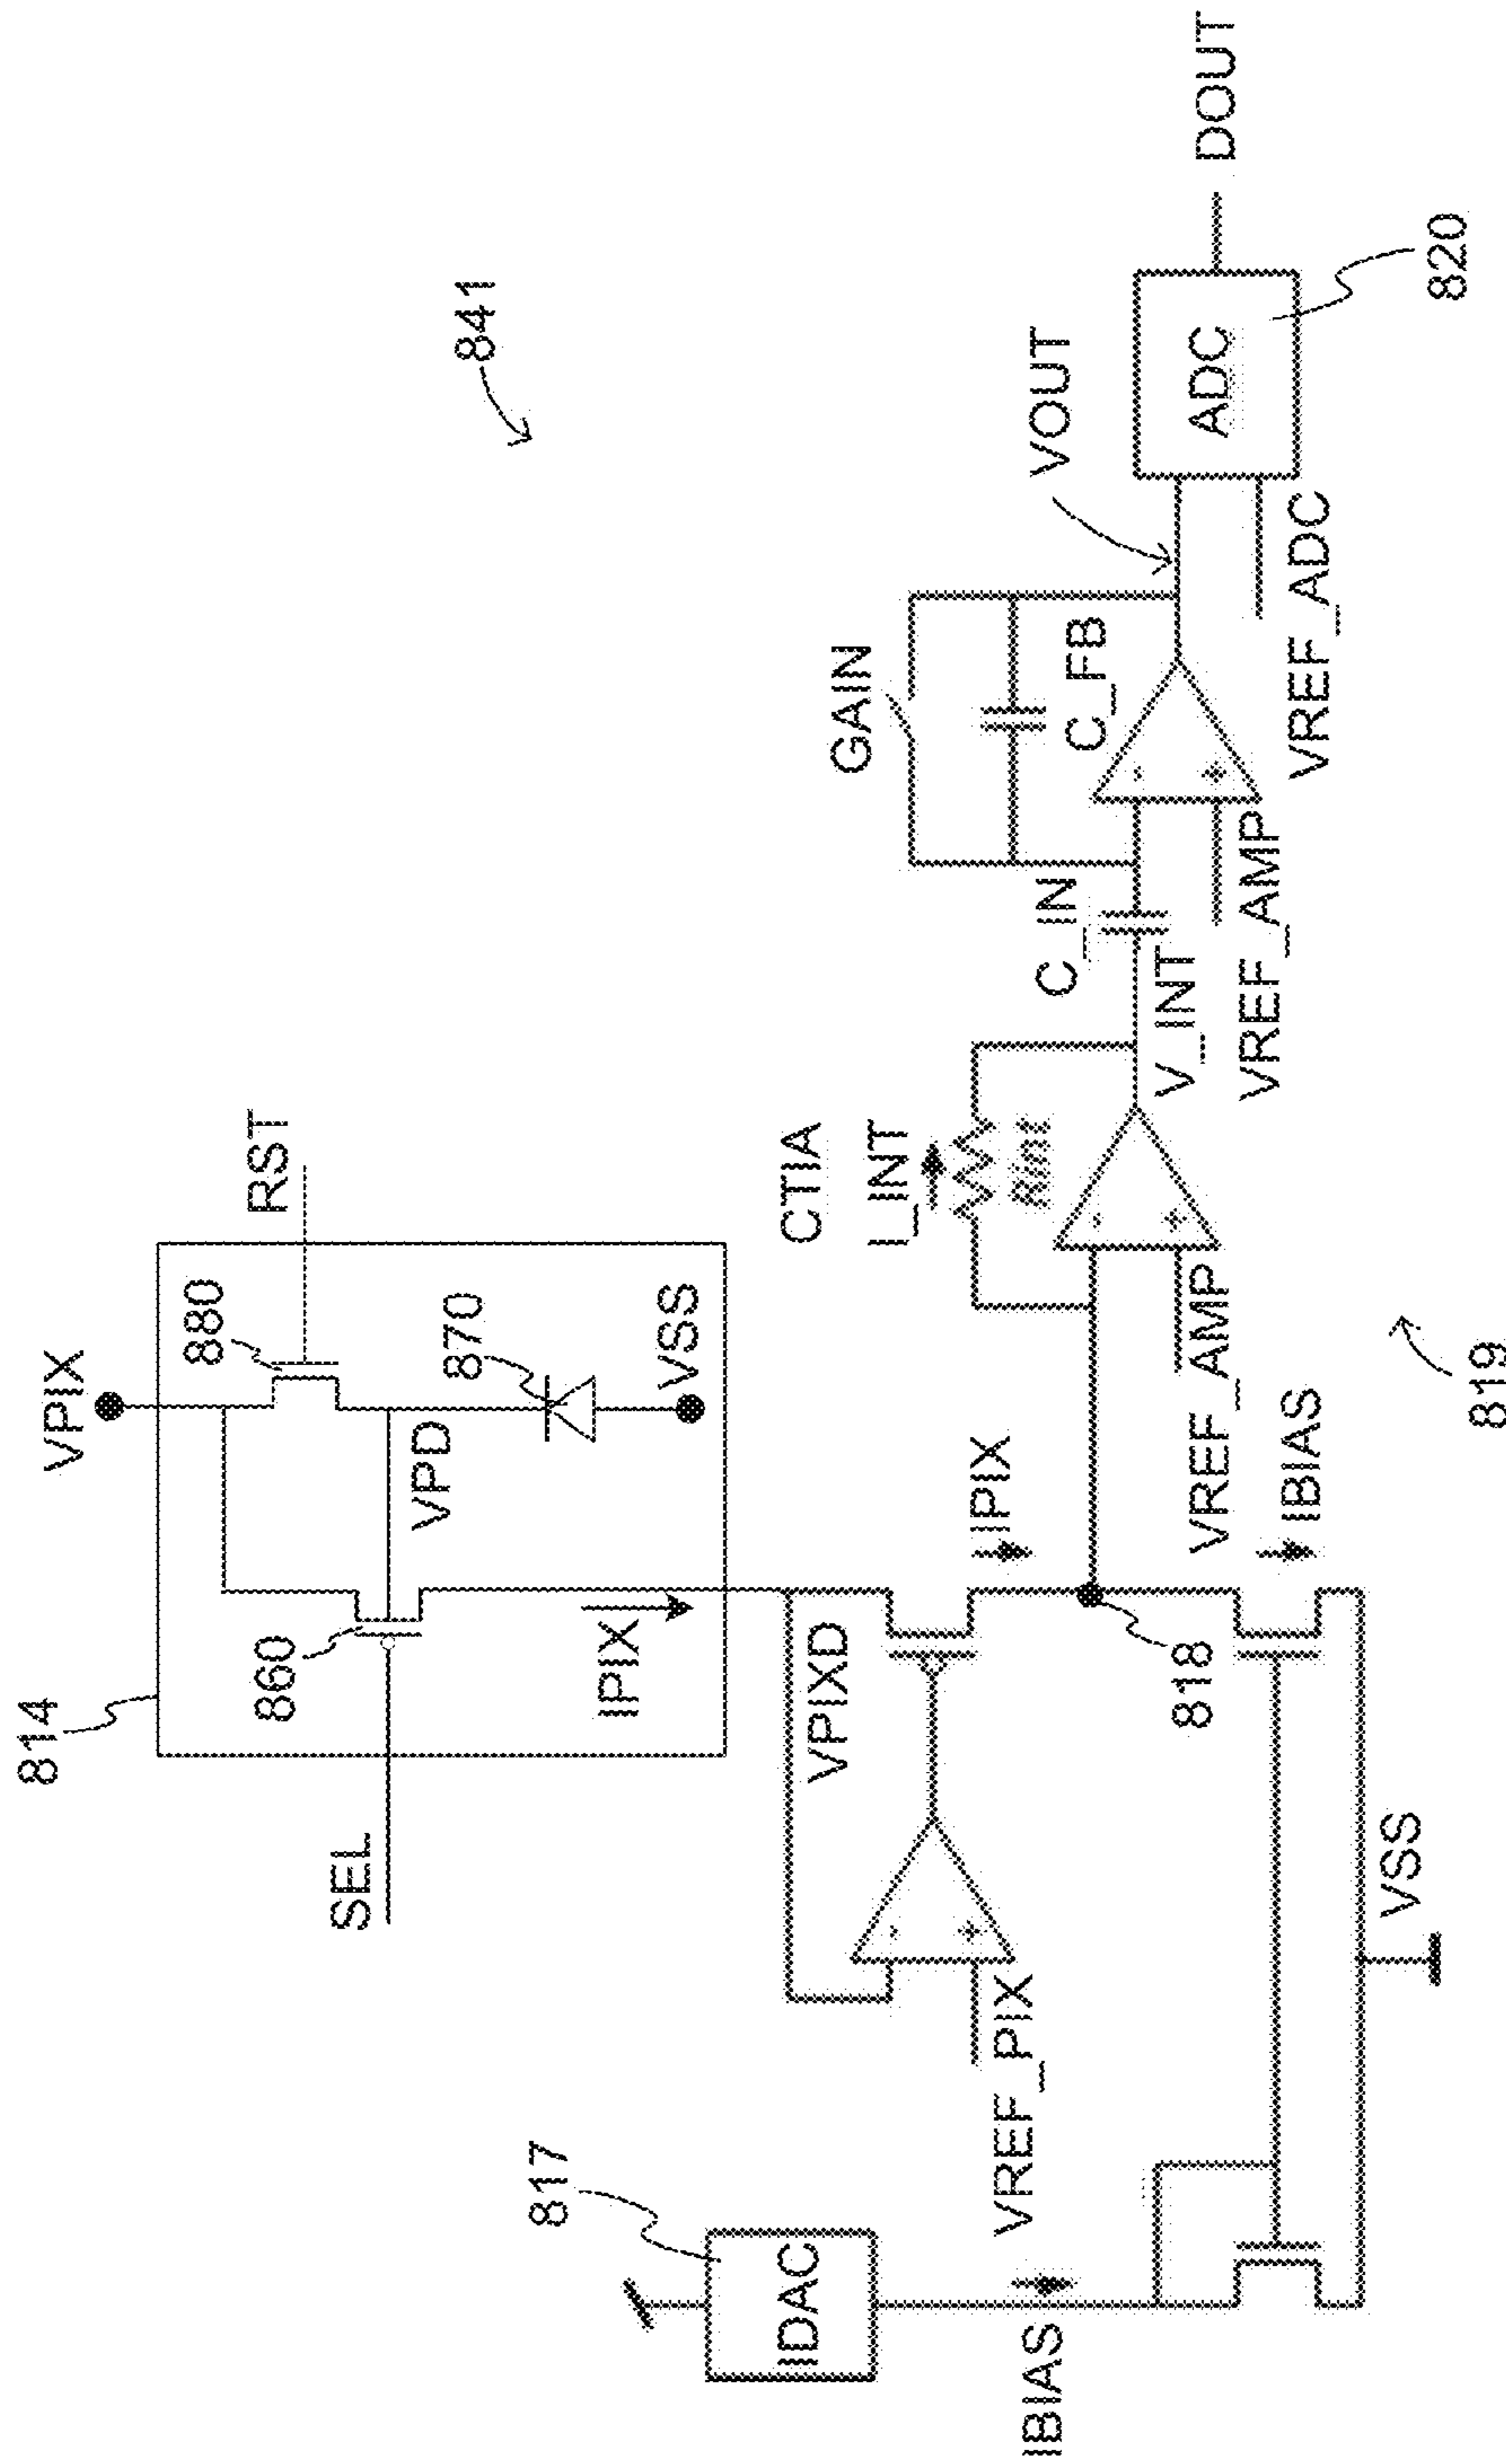 841
814
VPIX
RST
880
860
SEL
VPD
870
VSS
IPIX
817
IDAC
IBIAS
VREF_PIX
VPIXD
IPIX
818
VSS
IBIAS
VREF_AMP
819
CTIA
I_INT
Rint
V_INT
C_IN
VREF_AMP
GAIN
C_FB
VOUT
VREF_ADC
ADC
820
DOUT
-
+
-
+
-
+